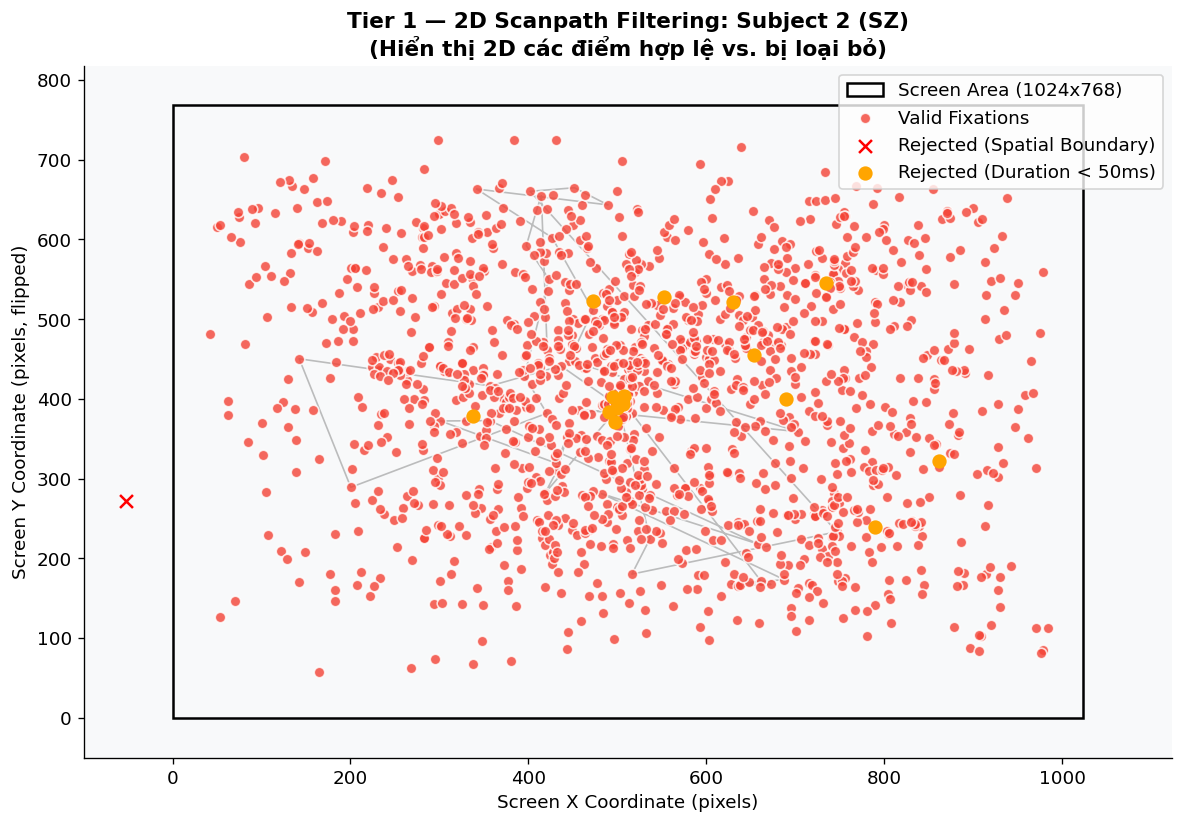 Tier 1 — 2D Scanpath Filtering: Subject 2 (SZ)
(Hiển thị 2D các điểm hợp lệ vs. bị loại bỏ)
Screen Area (1024x768)
Valid Fixations
Rejected (Spatial Boundary)
Rejected (Duration < 50ms)
Screen Y Coordinate (pixels, flipped)
800
700
600
500
400
300
200
100
0
0 200 400 600 800 1000
Screen X Coordinate (pixels)